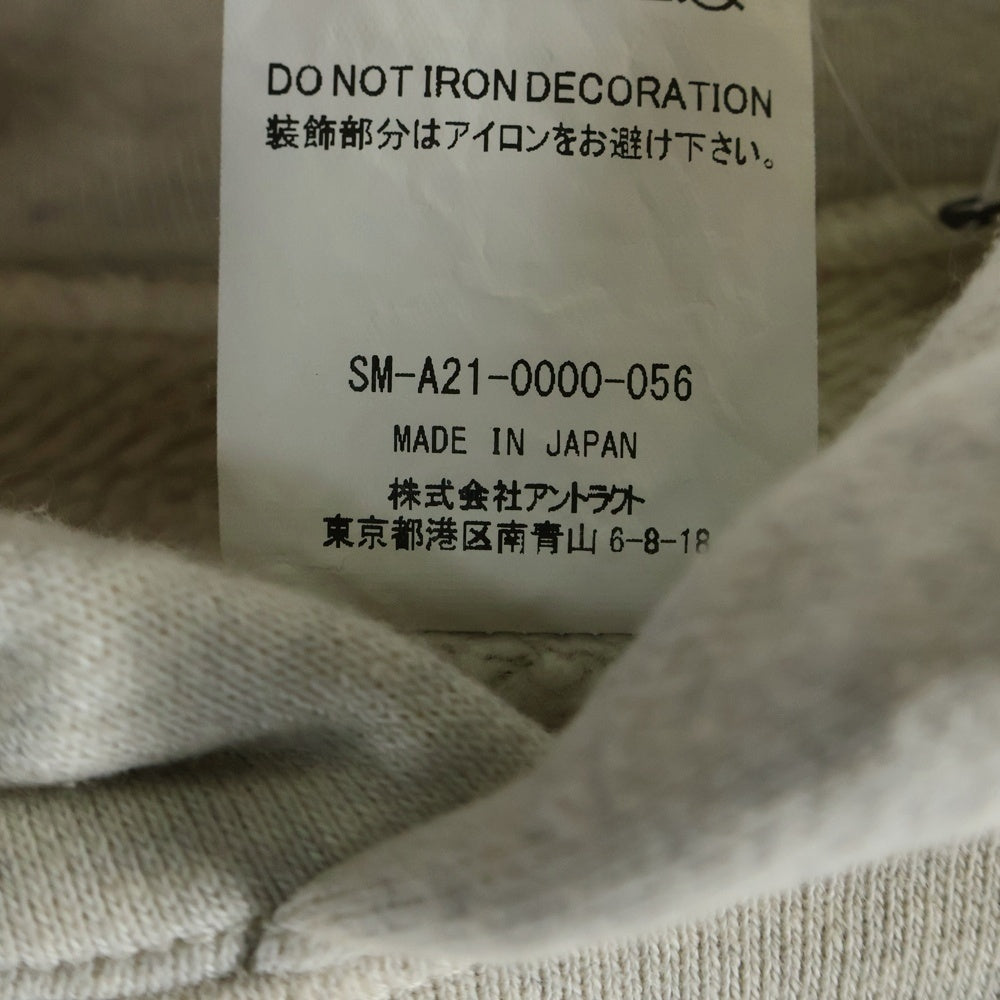 DO NOT IRON DECORATION
装飾部分はアイロンをお避け下さい。
SM-A21-0000-056
MADE IN JAPAN
株式会社アントラクト
東京都港区南青山 6-8-18